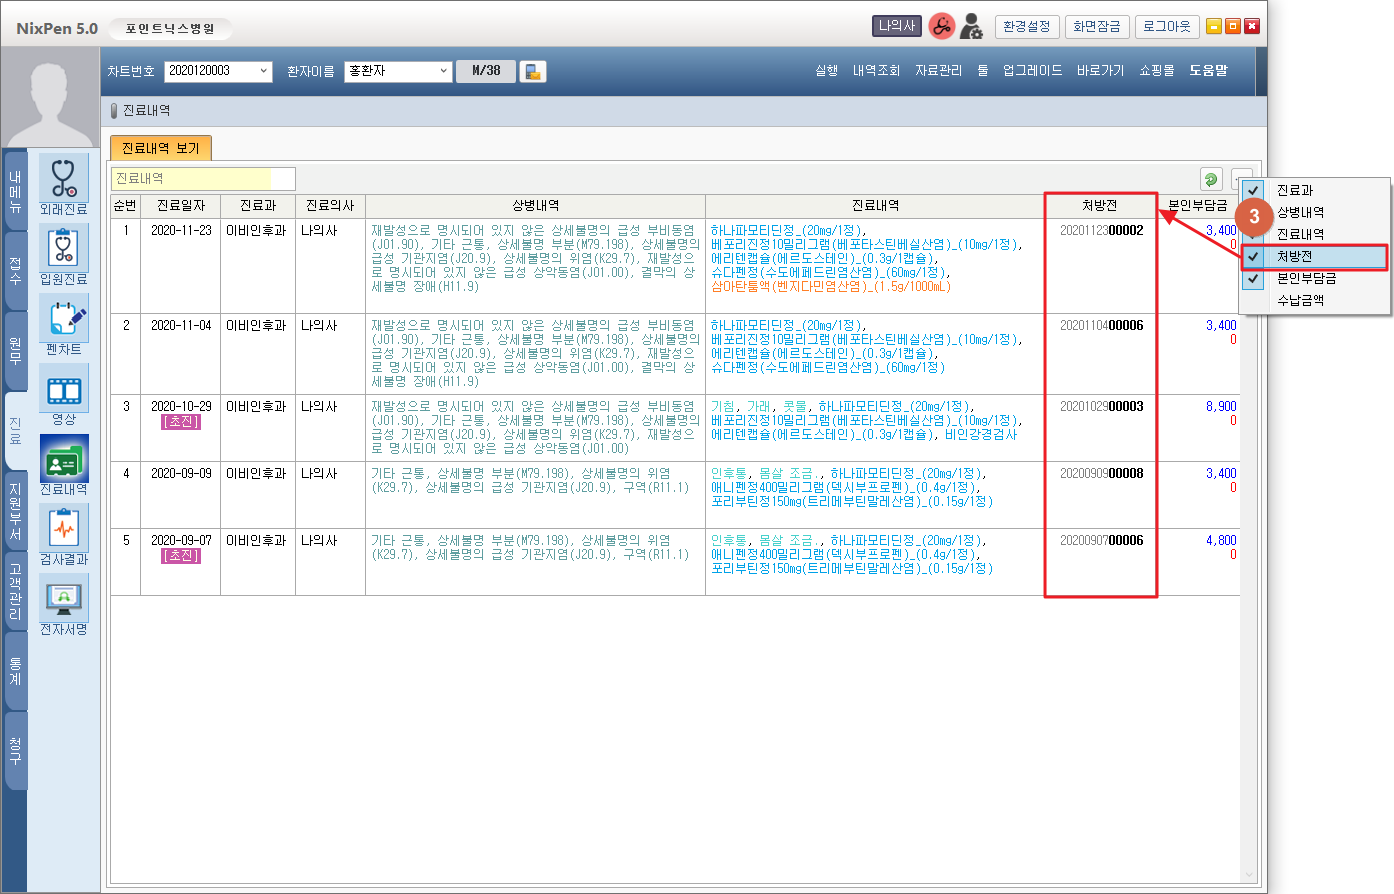 NixPen 5.0 포인트닉스병원 나의사 환경설정 화면잠금 로그아웃
차트번호 2020120003 환자이름 홍환자 M/38 실행 내역조회 자료관리 툴 업그레이드 바로가기 쇼핑몰 도움말
진료내역
진료내역 보기
진료내역
내메뉴
접수
원무
진료
지원부서
고객관리
통계
청구
외래진료
입원진료
펜차트
영상
진료내역
검사결과
전자서명
순번 진료일자 진료과 진료의사 상병내역 진료내역 처방전 본인부담금
1 2020-11-23 이비인후과 나의사
재발성으로 명시되어 있지 않은 상세불명의 급성 부비동염
(J01.90), 기타 근통, 상세불명 부분(M79.198), 상세불명의
급성 기관지염(J20.9), 상세불명의 위염(K29.7), 재발성으
로 명시되어 있지 않은 급성 상악동염(J01.00), 결막의 상
세불명 장애(H11.9)
하나파모티딘정_(20mg/1정),
베포리진정10밀리그램(베포타스틴베실산염)_(10mg/1정),
에리텐캡슐(에르도스테인)_(0.3g/1캡슐),
슈다펜정(수도에페드린염산염)_(60mg/1정),
삼아탄툼액(벤지다민염산염)_(1.5g/1000mL)
2020112300002
3,400
0
2 2020-11-04 이비인후과 나의사
재발성으로 명시되어 있지 않은 상세불명의 급성 부비동염
(J01.90), 기타 근통, 상세불명 부분(M79.198), 상세불명의
급성 기관지염(J20.9), 상세불명의 위염(K29.7), 재발성으
로 명시되어 있지 않은 급성 상악동염(J01.00), 결막의 상
세불명 장애(H11.9)
하나파모티딘정_(20mg/1정),
베포리진정10밀리그램(베포타스틴베실산염)_(10mg/1정),
에리텐캡슐(에르도스테인)_(0.3g/1캡슐),
슈다펜정(수도에페드린염산염)_(60mg/1정)
2020110400006
3,400
0
3 2020-10-29 이비인후과 나의사
[초진]
재발성으로 명시되어 있지 않은 상세불명의 급성 부비동염
(J01.90), 기타 근통, 상세불명 부분(M79.198), 상세불명의
급성 기관지염(J20.9), 상세불명의 위염(K29.7), 재발성으
로 명시되어 있지 않은 급성 상악동염(J01.00)
기침, 가래, 콧물, 하나파모티딘정_(20mg/1정),
베포리진정10밀리그램(베포타스틴베실산염)_(10mg/1정),
에리텐캡슐(에르도스테인)_(0.3g/1캡슐), 비인강경검사
2020102900003
8,900
0
4 2020-09-09 이비인후과 나의사
기타 근통, 상세불명 부분(M79.198), 상세불명의 위염
(K29.7), 상세불명의 급성 기관지염(J20.9), 구역(R11.1)
인후통, 몸살 조금., 하나파모티딘정_(20mg/1정),
애니펜정400밀리그램(덱시부프로펜)_(0.4g/1정),
포리부틴정150mg(트리메부틴말레산염)_(0.15g/1정)
2020090900008
3,400
0
5 2020-09-07 이비인후과 나의사
[초진]
기타 근통, 상세불명 부분(M79.198), 상세불명의 위염
(K29.7), 상세불명의 급성 기관지염(J20.9), 구역(R11.1)
인후통, 몸살 조금., 하나파모티딘정_(20mg/1정),
애니펜정400밀리그램(덱시부프로펜)_(0.4g/1정),
포리부틴정150mg(트리메부틴말레산염)_(0.15g/1정)
2020090700006
4,800
0
진료과
상병내역
3
진료내역
처방전
본인부담금
수납금액